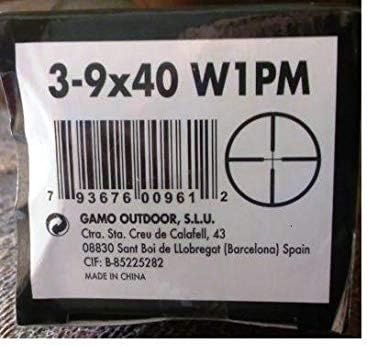 3-9x40 W1PM
7 93676 00961 2
GAMO OUTDOOR, S.L.U.
Ctra. Sta. Creu de Calafell, 43
08830 Sant Boi de LLobregat (Barcelona) Spain
CIF: B-85225282
MADE IN CHINA